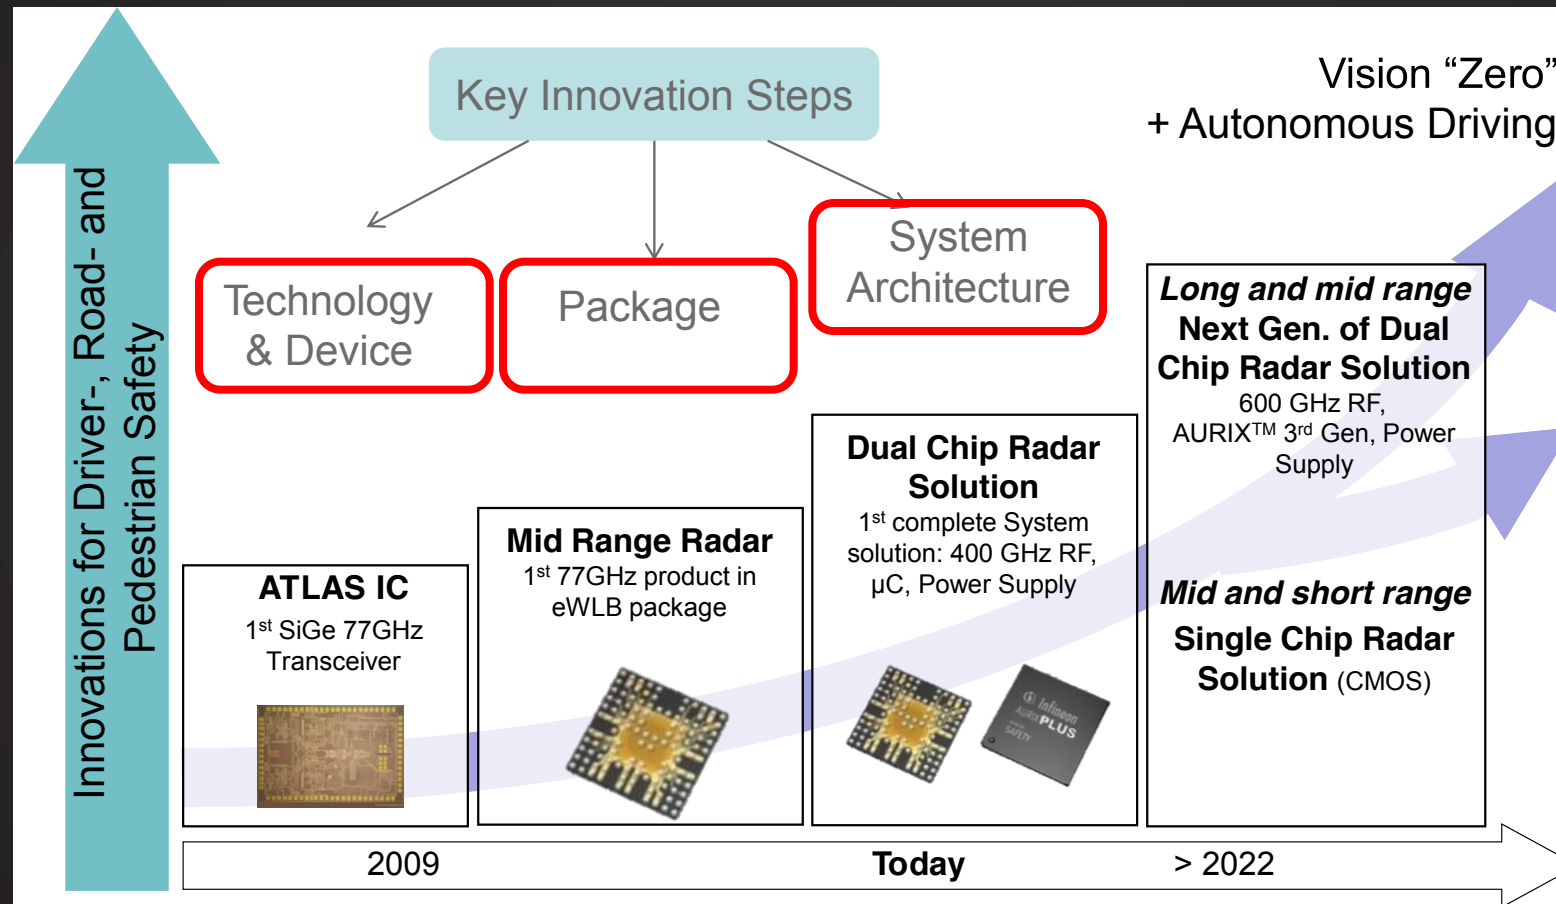 Key Innovation Steps
Vision “Zero”
+ Autonomous Driving
Innovations for Driver-, Road- and
Pedestrian Safety
Technology
& Device
Package
System
Architecture
ATLAS IC
1st SiGe 77GHz
Transceiver
Mid Range Radar
1st 77GHz product in
eWLB package
Dual Chip Radar
Solution
1st complete System
solution: 400 GHz RF,
µC, Power Supply
Infineon
AURIXPLUS
SAFETY
Long and mid range
Next Gen. of Dual
Chip Radar Solution
600 GHz RF,
AURIX™ 3rd Gen, Power
Supply
Mid and short range
Single Chip Radar
Solution (CMOS)
2009
Today
> 2022